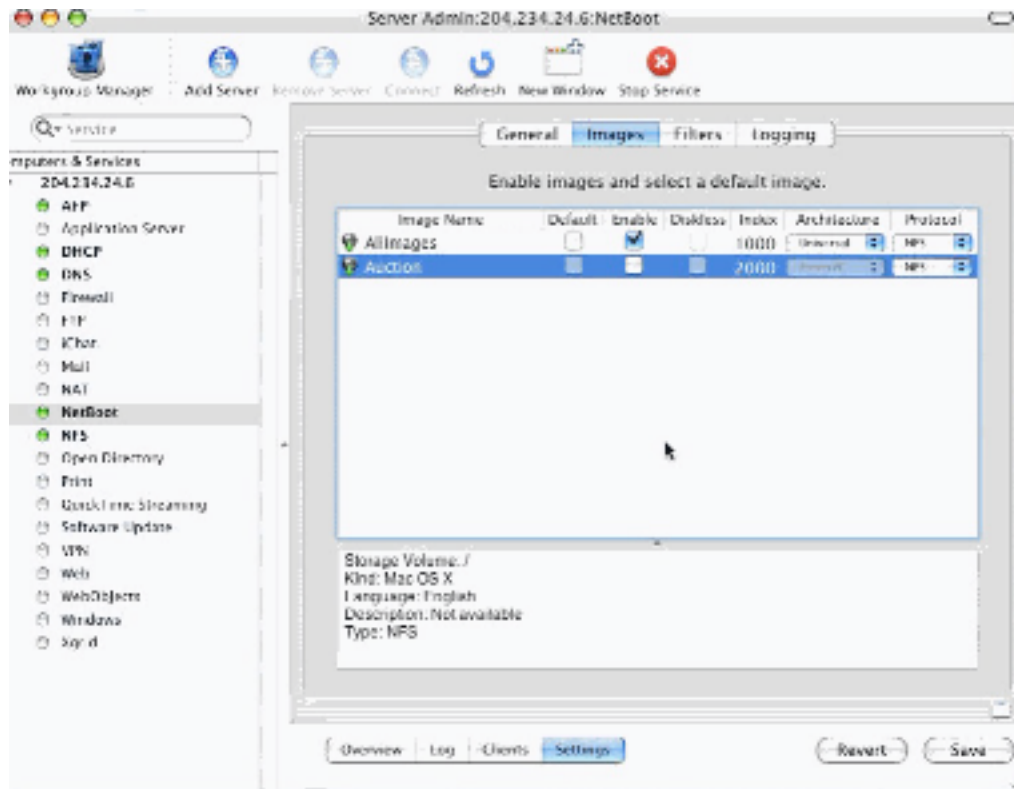 Server Admin:204.234.24.6:NetBoot
Workgroup Manager Add Server Remove Server Connect Refresh New Window Stop Service
Service
General Images Filters Logging
mputers & Services
204.234.24.6
Enable images and select a default image.
AFP
Application Server
DHCP
DNS
Firewall
FTP
iChat
Mail
NAT
NetBoot
NFS
Open Directory
Print
QuickTime Streaming
Software Update
VPN
Web
WebObjects
Windows
Xgrid
Image Name Default Enable Diskless Index Architecture Protocol
AllImages 1000 Universal NFS
Auction 2000 NFS
Storage Volume: /
Kind: Mac OS X
Language: English
Description: Not available
Type: NFS
Overview Log Clients Settings Revert Save